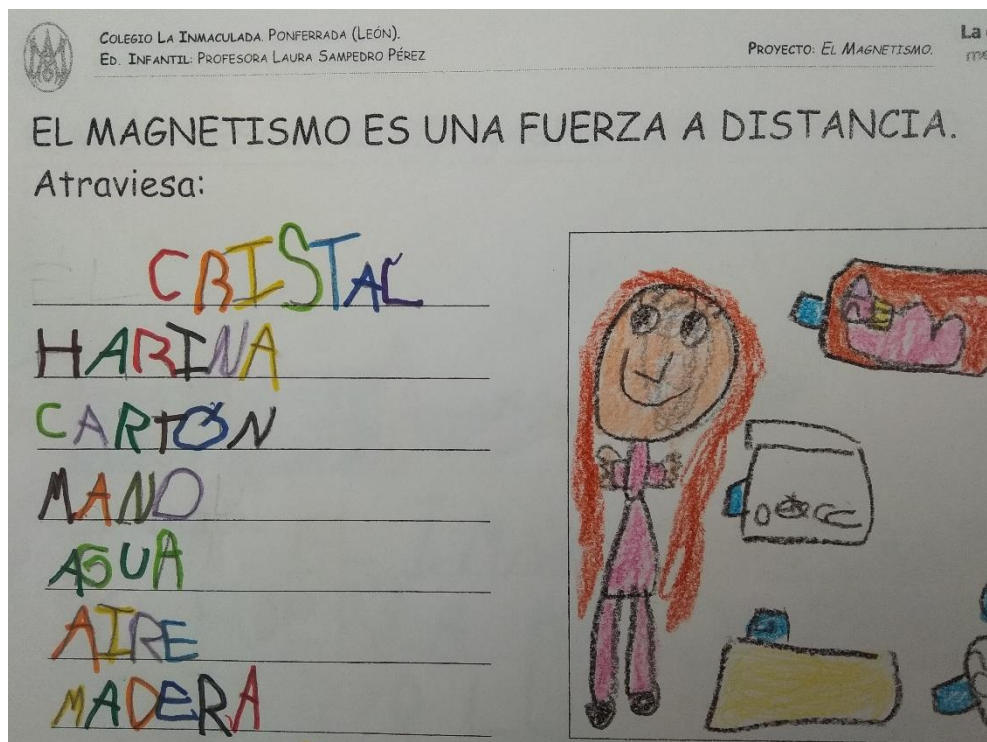 COLEGIO LA INMACULADA. PONFERRADA (LEÓN).
ED. INFANTIL: PROFESORA LAURA SAMPEDRO PÉREZ
PROYECTO: EL MAGNETISMO.
La
EL MAGNETISMO ES UNA FUERZA A DISTANCIA.
Atraviesa:
CRISTAL
HARINA
CARTÓN
MANO
AGUA
AIRE
MADERA